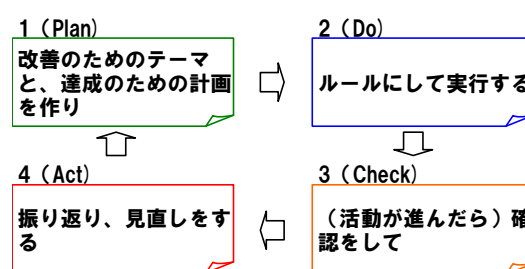 1（Plan）
改善のためのテーマ
と、達成のための計画
を作り
2（Do）
ルールにして実行する
4（Act）
振り返り、見直しをす
る
3（Check）
（活動が進んだら）確
認をして